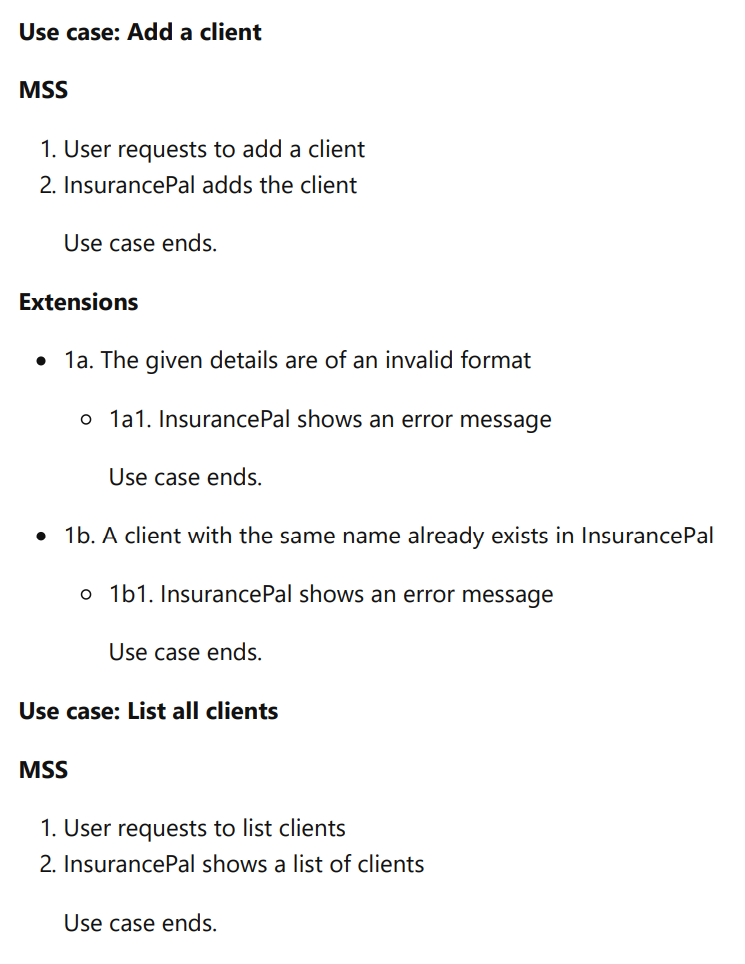 Use case: Add a client
MSS
1. User requests to add a client
2. InsurancePal adds the client
Use case ends.
Extensions
• 1a. The given details are of an invalid format
○ 1a1. InsurancePal shows an error message
Use case ends.
• 1b. A client with the same name already exists in InsurancePal
○ 1b1. InsurancePal shows an error message
Use case ends.
Use case: List all clients
MSS
1. User requests to list clients
2. InsurancePal shows a list of clients
Use case ends.